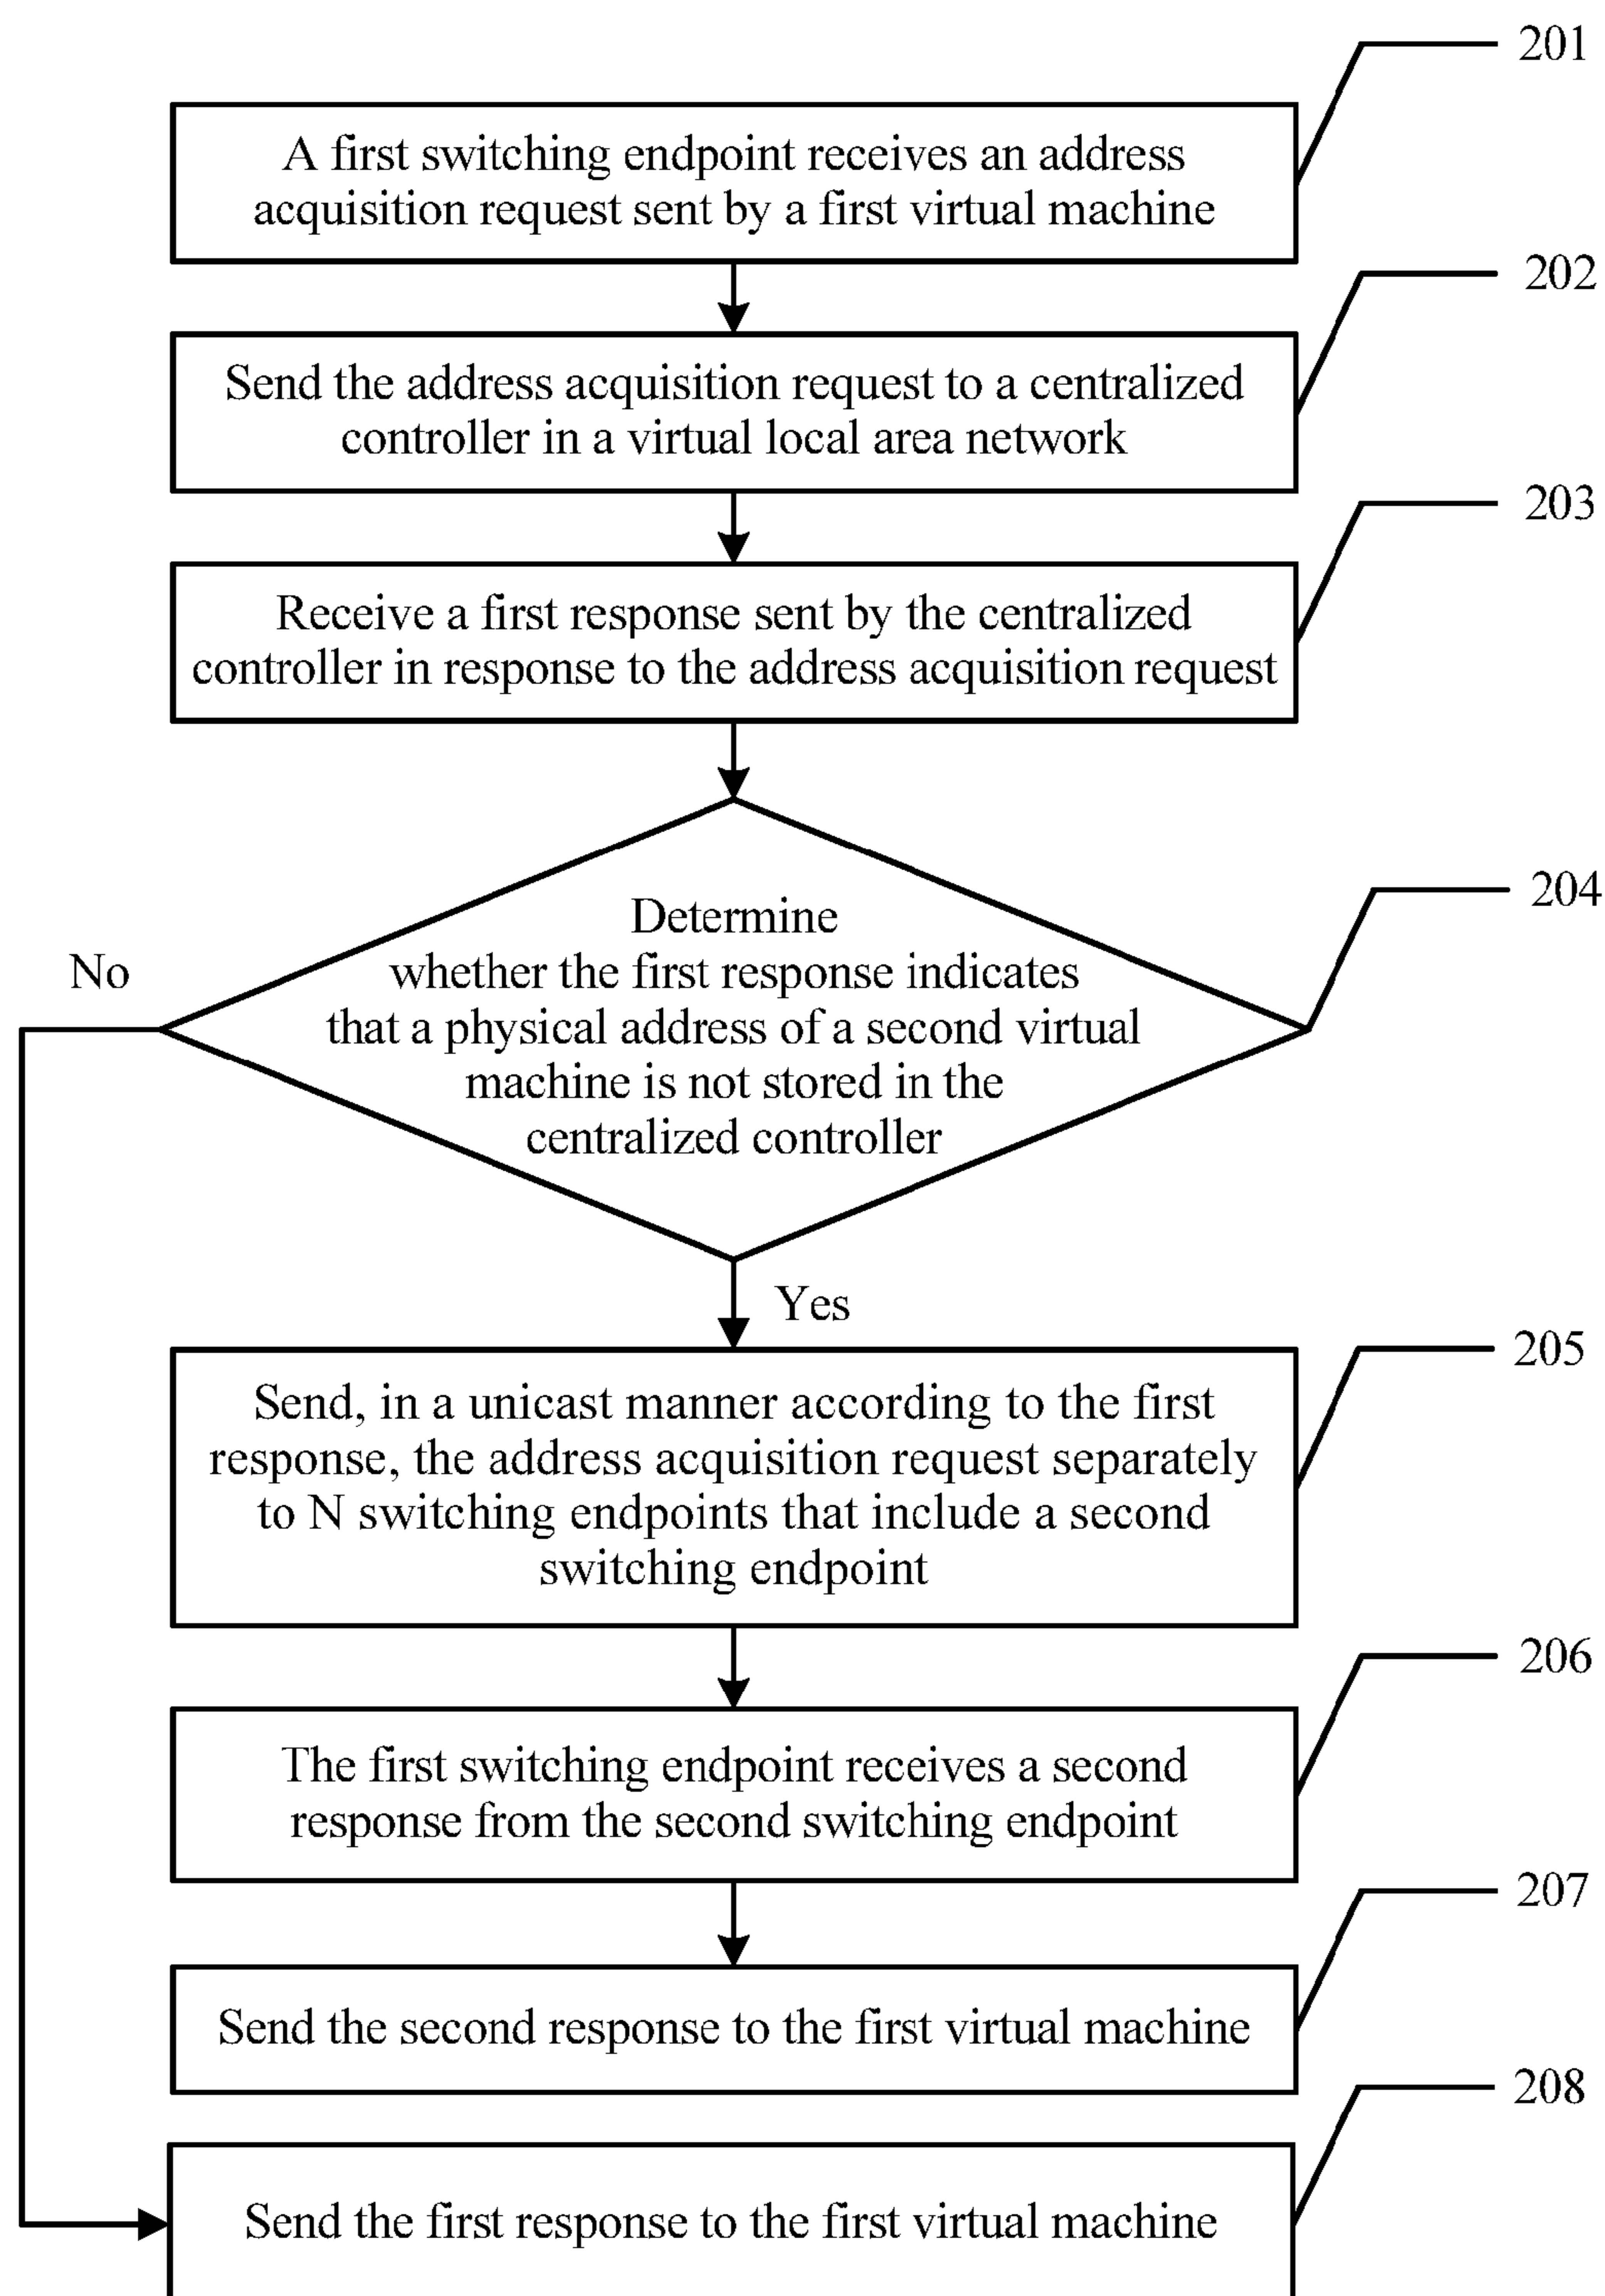 201
A first switching endpoint receives an address
acquisition request sent by a first virtual machine
202
Send the address acquisition request to a centralized
controller in a virtual local area network
203
Receive a first response sent by the centralized
controller in response to the address acquisition request
204
Determine
whether the first response indicates
that a physical address of a second virtual
machine is not stored in the
centralized controller
No
Yes
205
Send, in a unicast manner according to the first
response, the address acquisition request separately
to N switching endpoints that include a second
switching endpoint
206
The first switching endpoint receives a second
response from the second switching endpoint
207
Send the second response to the first virtual machine
208
Send the first response to the first virtual machine